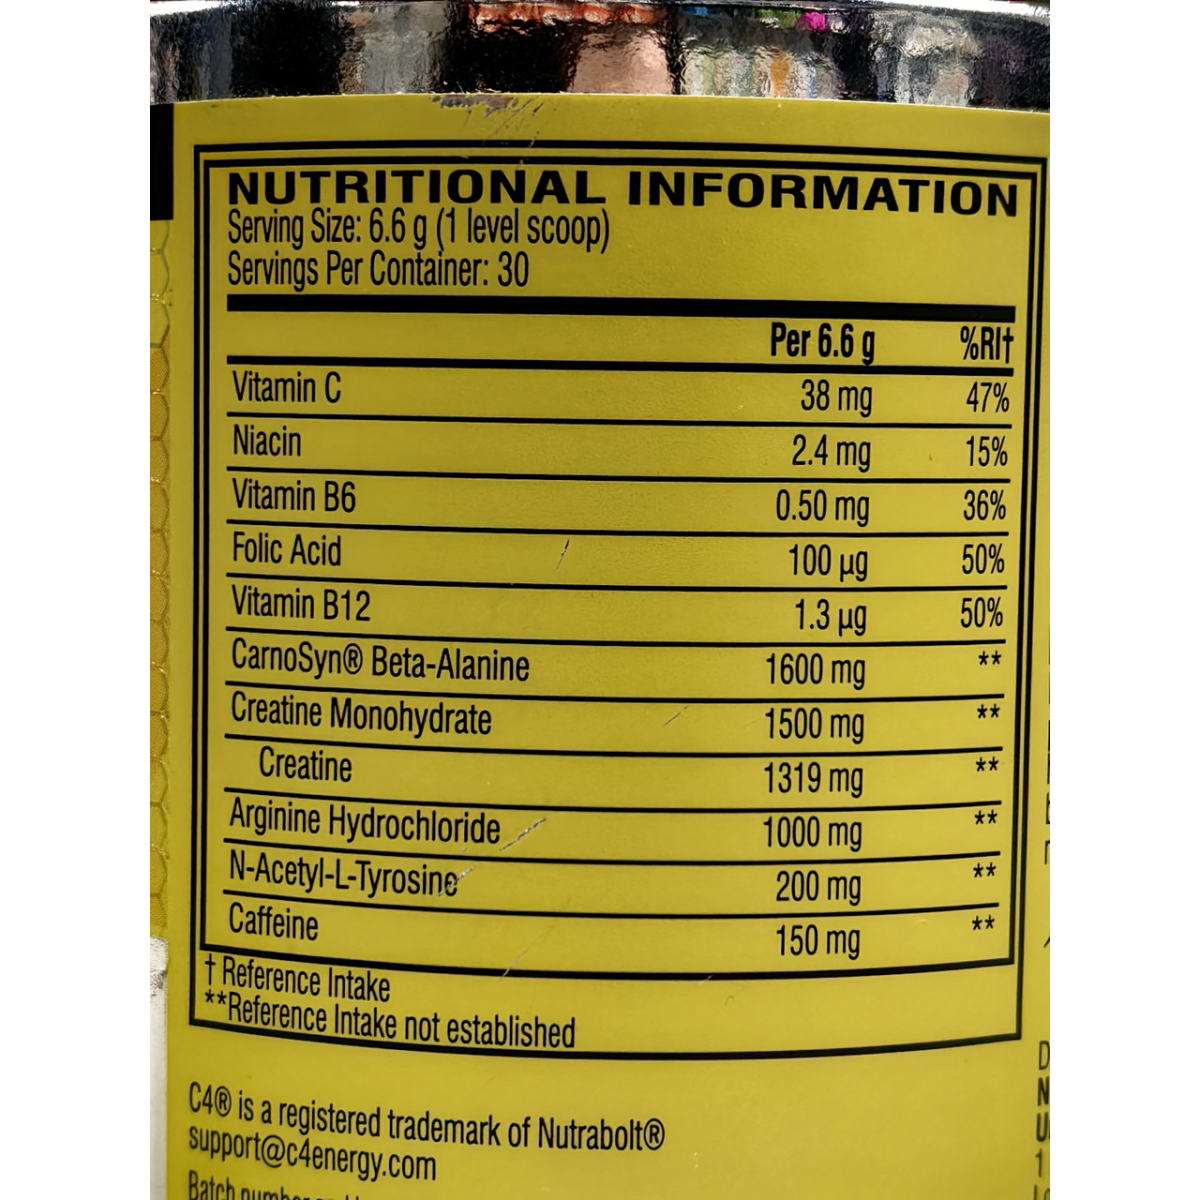 NUTRITIONAL INFORMATION
Serving Size: 6.6 g (1 level scoop)
Servings Per Container: 30
Per 6.6 g %RI†
Vitamin C 38 mg 47%
Niacin 2.4 mg 15%
Vitamin B6 0.50 mg 36%
Folic Acid 100 µg 50%
Vitamin B12 1.3 µg 50%
CarnoSyn® Beta-Alanine 1600 mg **
Creatine Monohydrate 1500 mg **
Creatine 1319 mg **
Arginine Hydrochloride 1000 mg **
N-Acetyl-L-Tyrosine 200 mg **
Caffeine 150 mg **
† Reference Intake
**Reference Intake not established
C4® is a registered trademark of Nutrabolt®
support@c4energy.com
Batch number